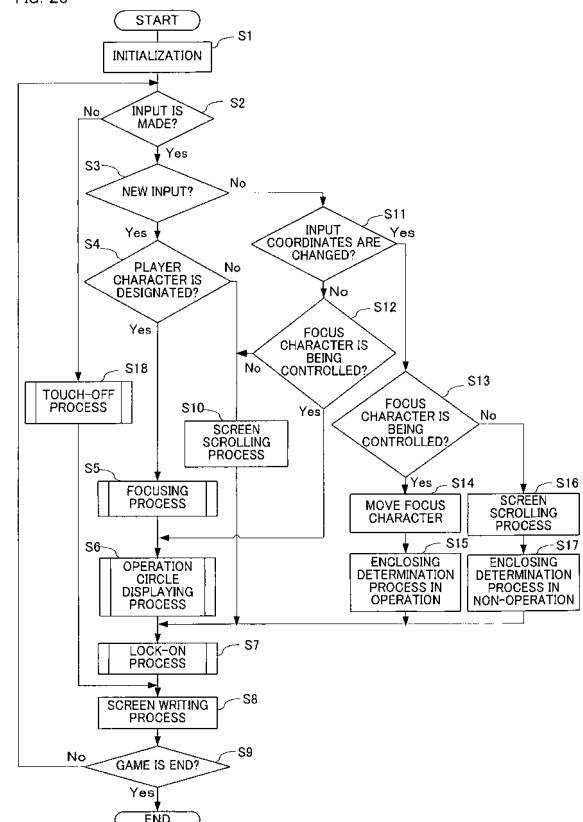 START
S1
INITIALIZATION
S2
INPUT IS
MADE?
No
Yes
S3
NEW INPUT?
No
Yes
S11
INPUT
COORDINATES ARE
CHANGED?
Yes
No
S4
PLAYER
CHARACTER IS
DESIGNATED?
No
Yes
S12
FOCUS
CHARACTER IS
BEING
CONTROLLED?
No
Yes
S18
TOUCH-OFF
PROCESS
S13
FOCUS
CHARACTER IS
BEING
CONTROLLED?
No
Yes
S10
SCREEN
SCROLLING
PROCESS
S5
FOCUSING
PROCESS
S14
MOVE FOCUS
CHARACTER
S16
SCREEN
SCROLLING
PROCESS
S6
OPERATION
CIRCLE
DISPLAYING
PROCESS
S15
ENCLOSING
DETERMINATION
PROCESS IN
OPERATION
S17
ENCLOSING
DETERMINATION
PROCESS IN
NON-OPERATION
S7
LOCK-ON
PROCESS
S8
SCREEN WRITING
PROCESS
S9
GAME IS END?
No
Yes
END